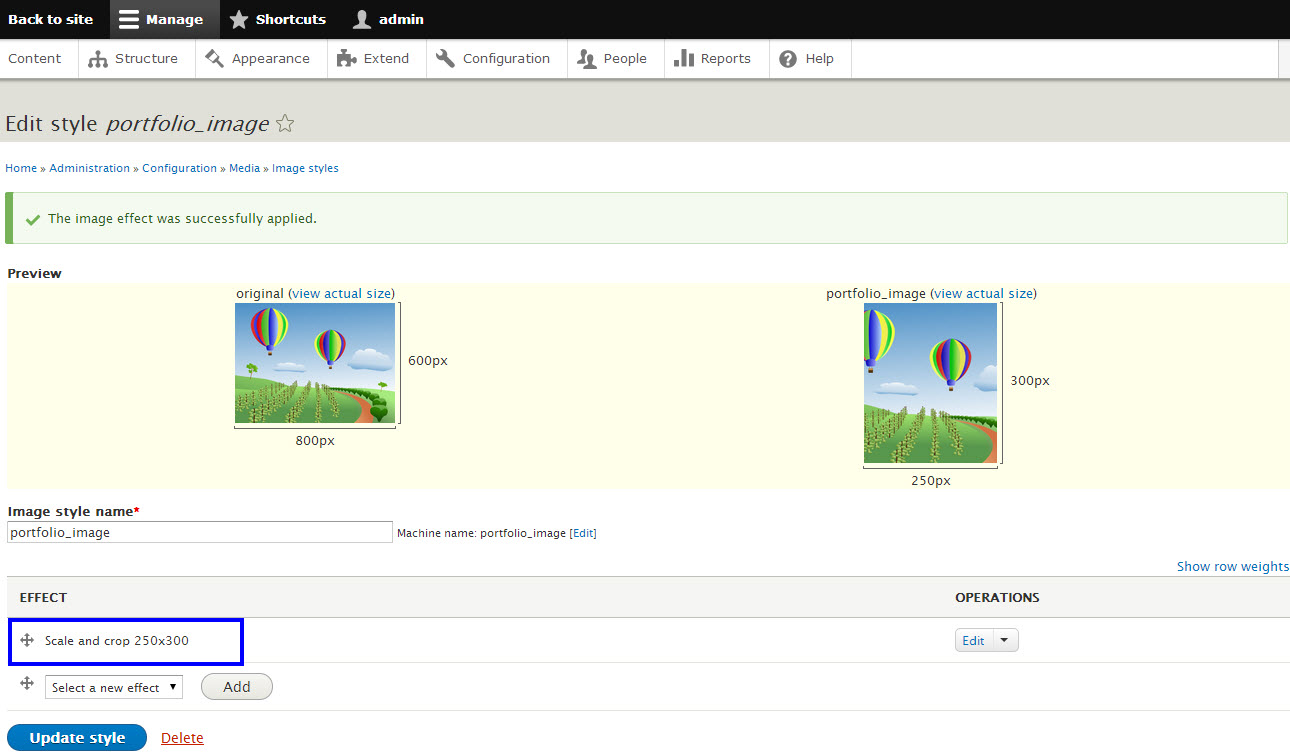 Back to site Manage Shortcuts admin
Content Structure Appearance Extend Configuration People Reports Help
Edit style portfolio_image
Home » Administration » Configuration » Media » Image styles
The image effect was successfully applied.
Preview
original (view actual size)
600px
800px
portfolio_image (view actual size)
300px
250px
Image style name*
portfolio_image Machine name: portfolio_image [Edit]
Show row weights
EFFECT OPERATIONS
Scale and crop 250x300 Edit
Select a new effect Add
Update style Delete